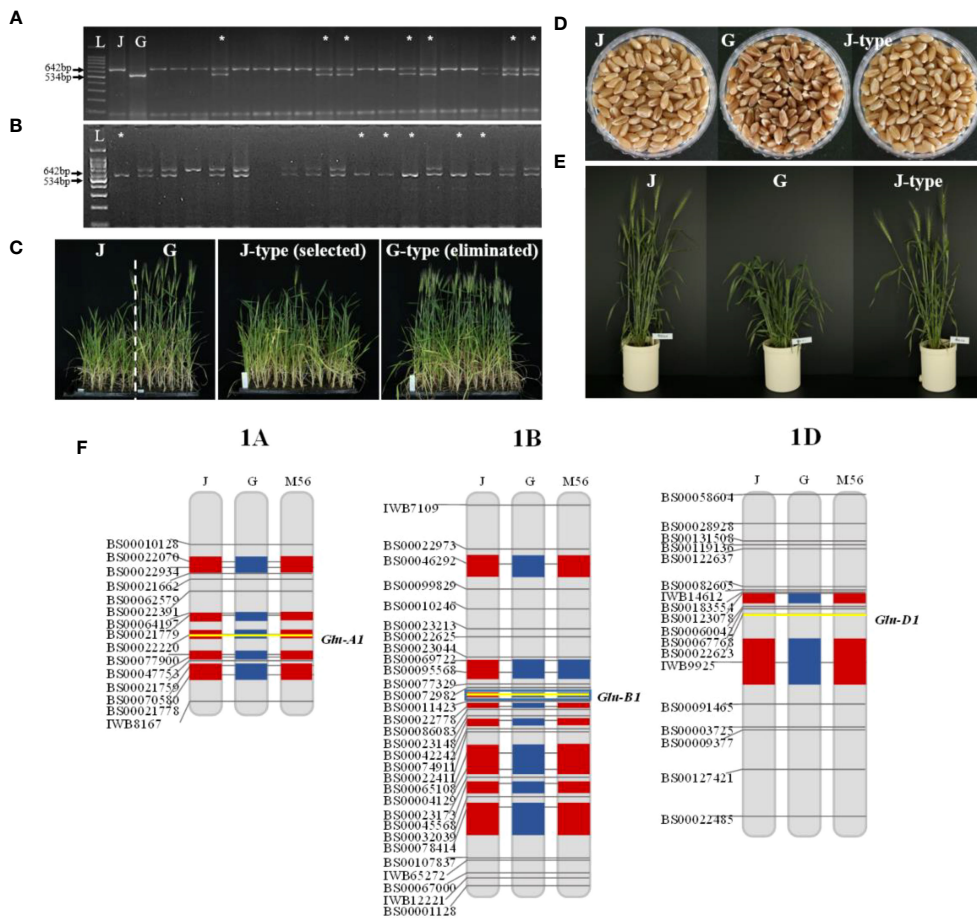 A
L J G * * * * * * *
642bp
534bp
B
L * * * * * * *
642bp
534bp
C
J G
J-type (selected)
G-type (eliminated)
D
J G J-type
E
J G J-type
F
1A
J G M56
BS00010128
BS00022070
BS00022934
BS00021662
BS00062579
BS00022391
BS00064197
BS00021779
BS00022220
BS00077900
BS00047753
BS00021759
BS00070580
BS00021778
IWB8167
Glu-A1
1B
J G M56
IWB7109
BS00022973
BS00046292
BS00099829
BS00010246
BS00023213
BS00022625
BS00023044
BS00069722
BS00095568
BS00077329
BS00072982
BS00011423
BS00022778
BS00086083
BS00023148
BS00042242
BS00074911
BS00022411
BS00065108
BS00004129
BS00023173
BS00045568
BS00032039
BS00078414
BS00107837
IWB65272
BS00067000
IWB12221
BS00001128
Glu-B1
1D
J G M56
BS00058604
BS00028928
BS00131508
BS00119136
BS00122637
BS00082605
IWB14612
BS00183554
BS00123078
BS00060042
BS00067768
BS00022623
IWB9925
BS00091465
BS00003725
BS00009377
BS00127421
BS00022485
Glu-D1